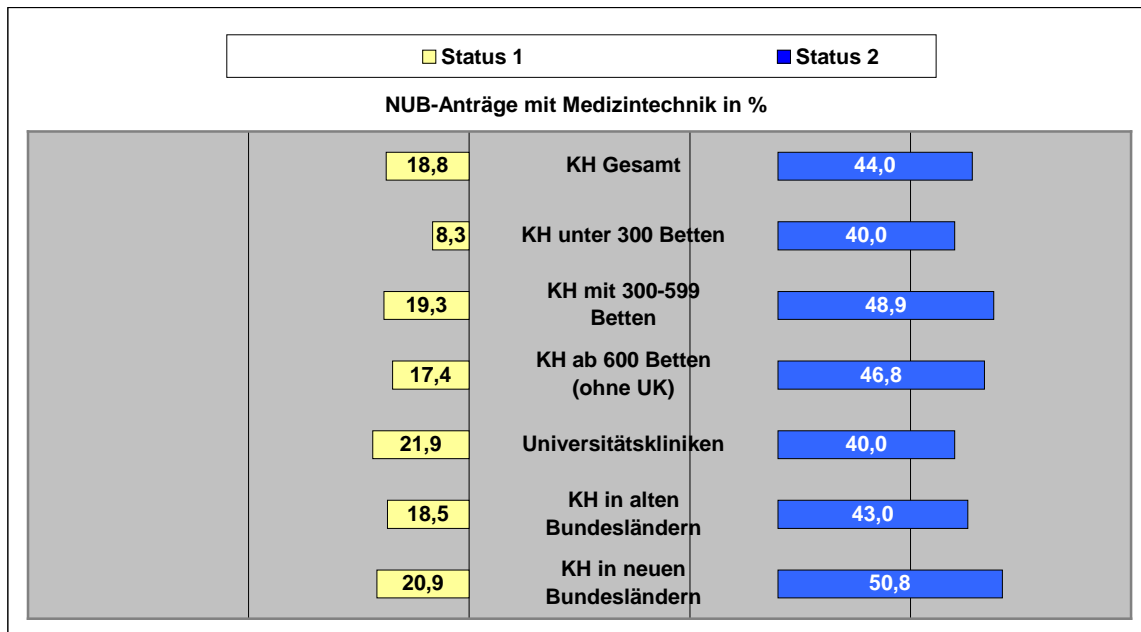 Status 1 Status 2
NUB-Anträge mit Medizintechnik in %
18,8 KH Gesamt 44,0
8,3 KH unter 300 Betten 40,0
19,3 KH mit 300-599 48,9
Betten
17,4 KH ab 600 Betten 46,8
(ohne UK)
21,9 Universitätskliniken 40,0
18,5 KH in alten 43,0
Bundesländern
20,9 KH in neuen 50,8
Bundesländern